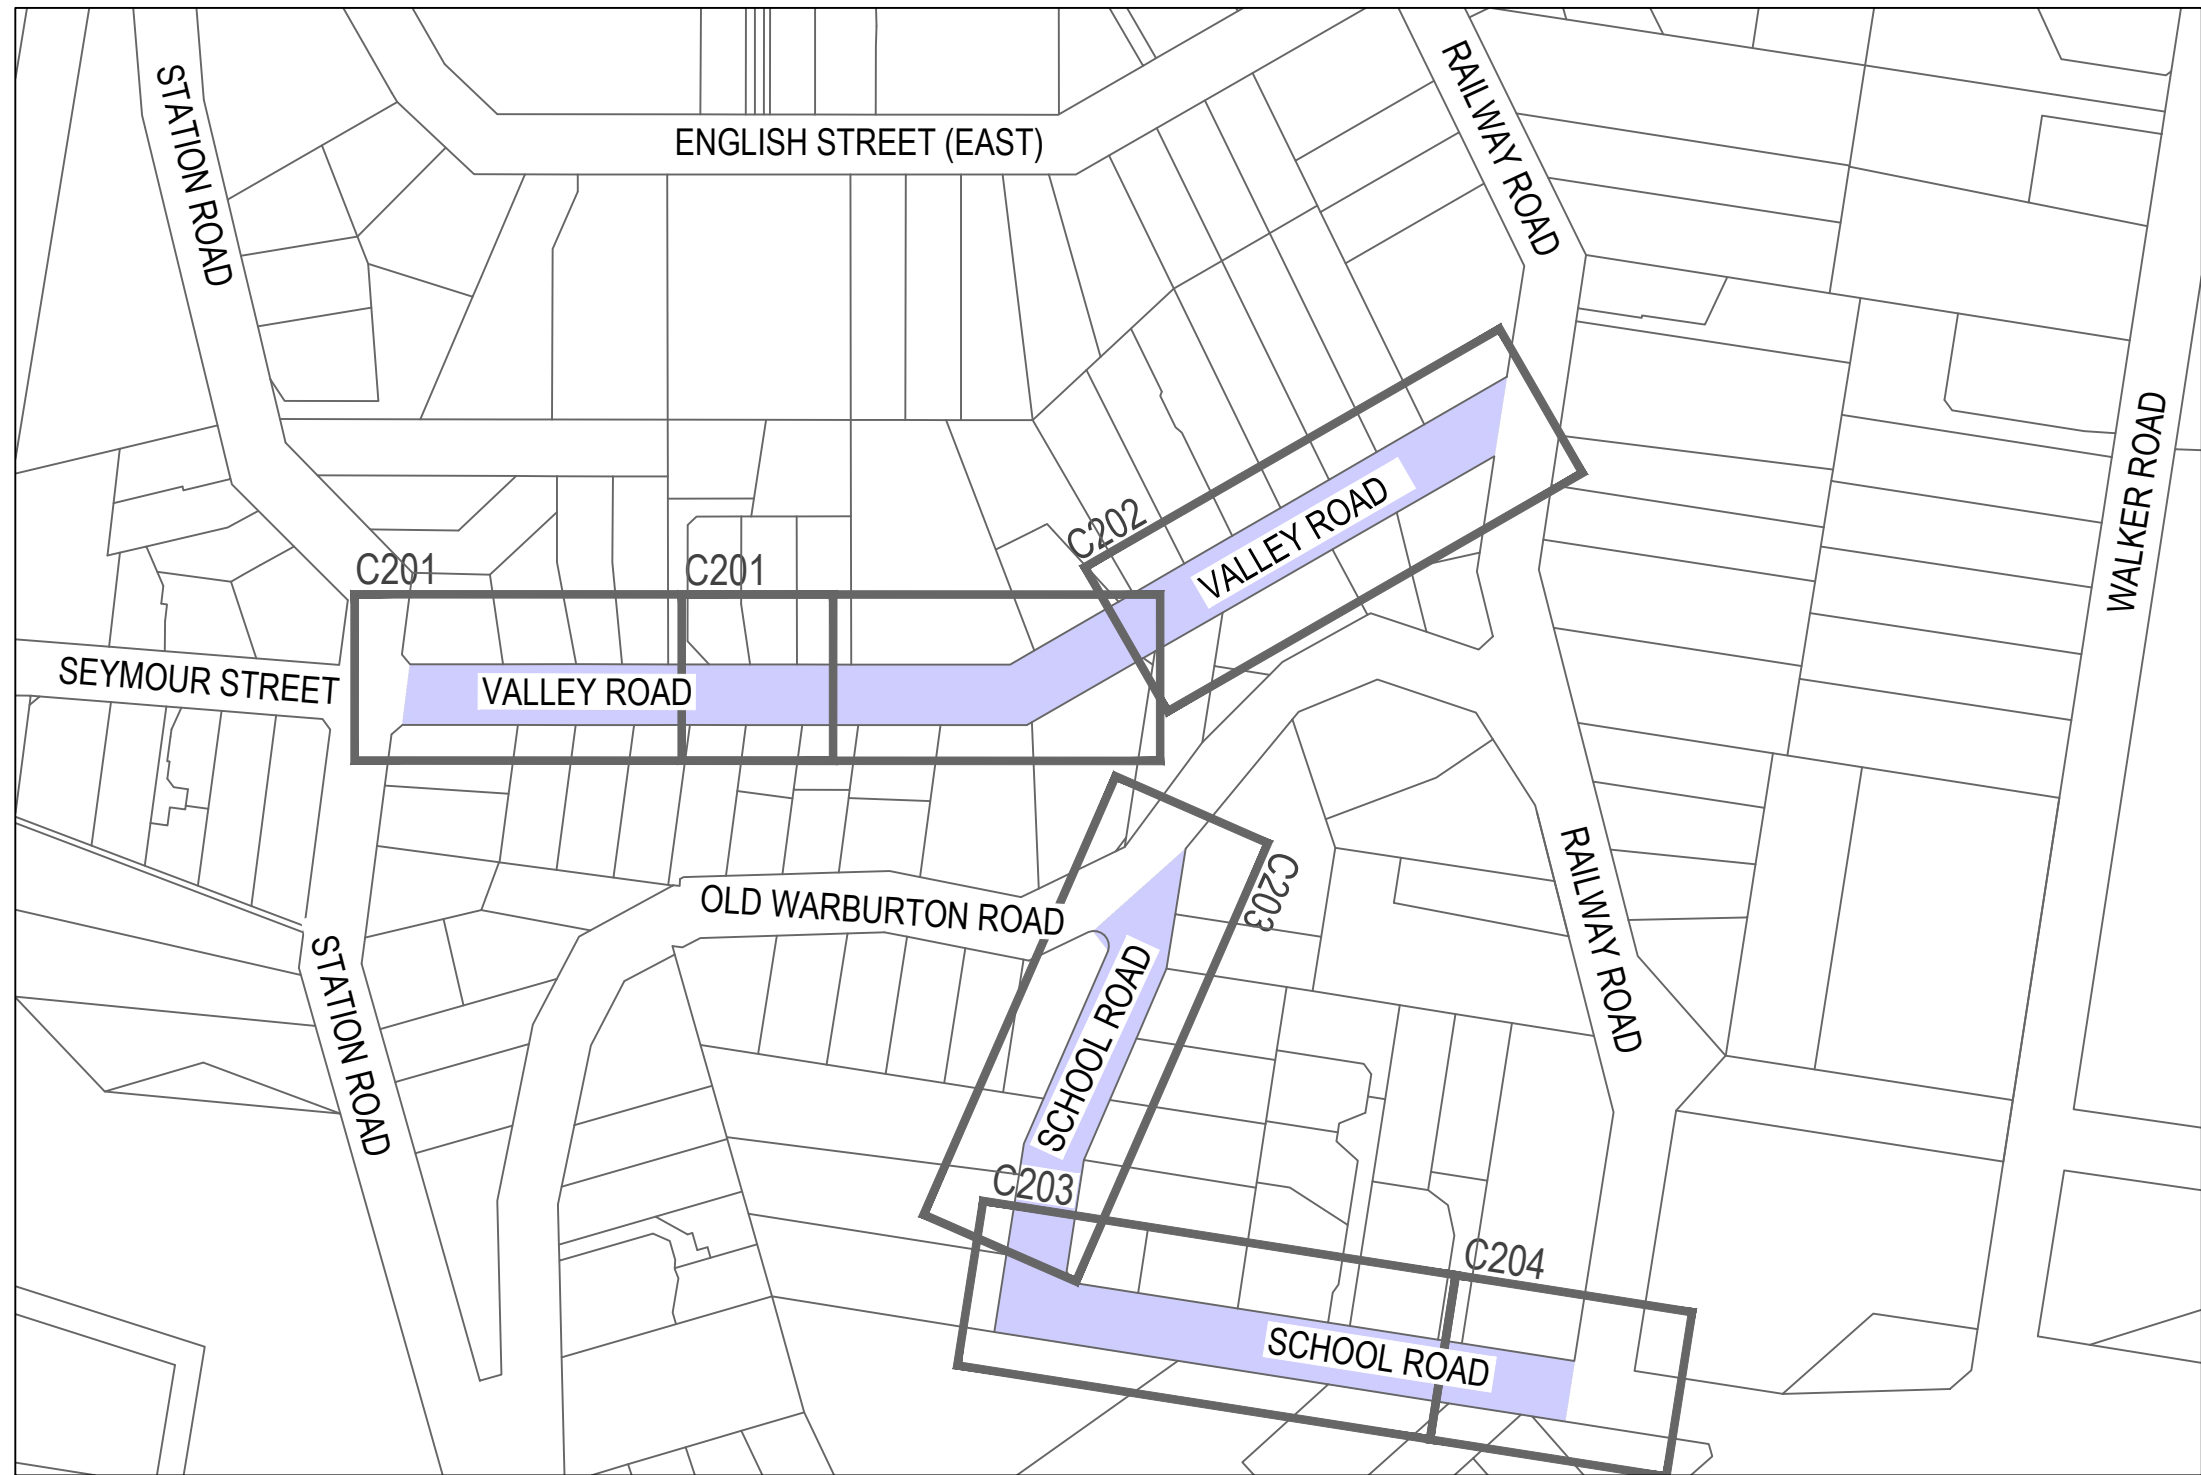 STATION ROAD
ENGLISH STREET (EAST)
RAILWAY ROAD
WALKER ROAD
C202
VALLEY ROAD
C201
C201
SEYMOUR STREET
VALLEY ROAD
C203
OLD WARBURTON ROAD
RAILWAY ROAD
STATION ROAD
SCHOOL ROAD
C203
C204
SCHOOL ROAD